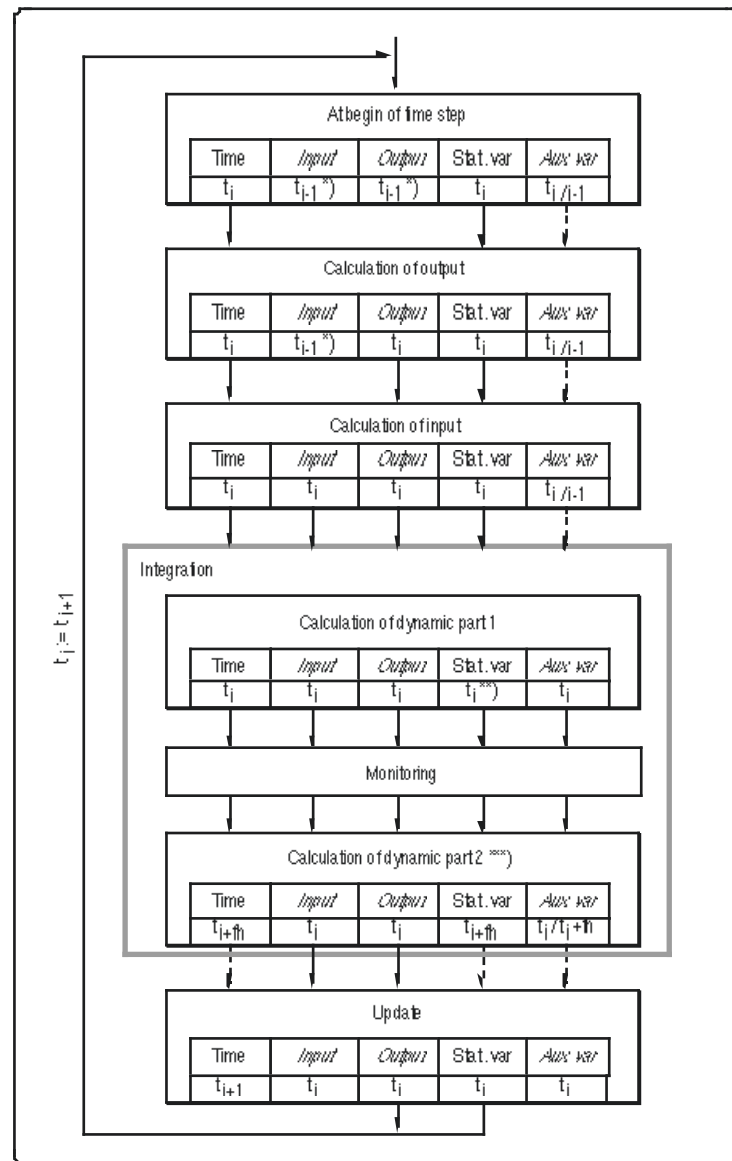 At begin of time step
Time Input Output Stat. var Aux var
tᵢ tᵢ₋₁*) tᵢ₋₁*) tᵢ tᵢ/ᵢ₋₁
Calculation of output
Time Input Output Stat. var Aux var
tᵢ tᵢ₋₁*) tᵢ tᵢ tᵢ/ᵢ₋₁
Calculation of input
Time Input Output Stat. var Aux var
tᵢ tᵢ tᵢ tᵢ tᵢ/ᵢ₋₁
Integration
Calculation of dynamic part 1
Time Input Output Stat. var Aux var
tᵢ tᵢ tᵢ tᵢ**) tᵢ
Monitoring
Calculation of dynamic part 2 ***)
Time Input Output Stat. var Aux var
tᵢ₊fh tᵢ tᵢ tᵢ₊fh tᵢ/tᵢ+fh
Update
Time Input Output Stat. var Aux var
tᵢ₊₁ tᵢ tᵢ tᵢ tᵢ
tᵢ := tᵢ₊₁